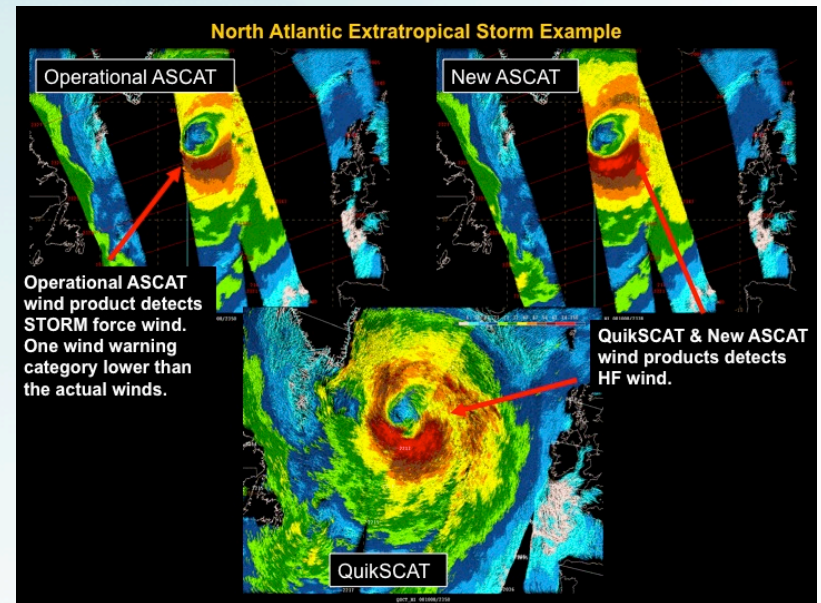 North Atlantic Extratropical Storm Example
Operational ASCAT
New ASCAT
Operational ASCAT
wind product detects
STORM force wind.
One wind warning
category lower than
the actual winds.
QuikSCAT & New ASCAT
wind products detects
HF wind.
QuikSCAT